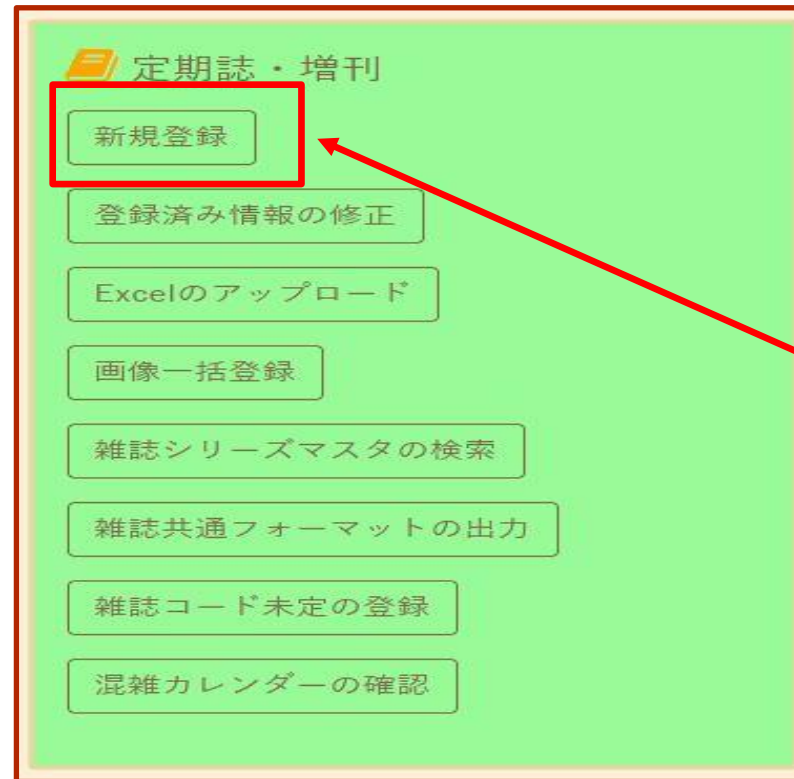 定期誌・増刊
新規登録
登録済み情報の修正
Excelのアップロード
画像一括登録
雑誌シリーズマスタの検索
雑誌共通フォーマットの出力
雑誌コード未定の登録
混雑カレンダーの確認